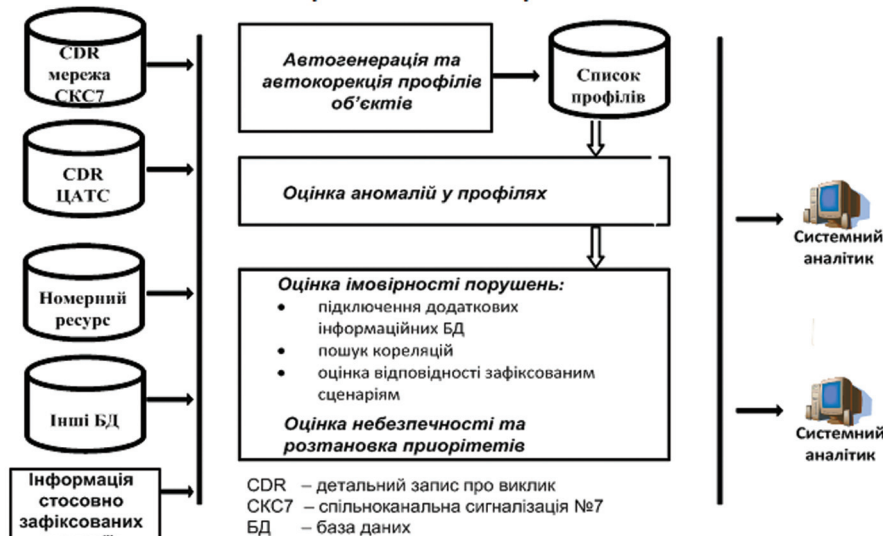 CDR
мережа
СКС7
CDR
ЦАТС
Номерний
ресурс
Інші БД
Інформація
стосовно
зафіксованих
Автогенерація та
автокорекція профілів
об’єктів
Список
профілів
Оцінка аномалій у профілях
Оцінка імовірності порушень:
• підключення додаткових
інформаційних БД
• пошук кореляцій
• оцінка відповідності зафіксованим
сценаріям
Оцінка небезпечності та
розтановка приорітетів
CDR – детальний запис про виклик
СКС7 – спільноканальна сигналізація №7
БД – база даних
Системний
аналітик
Системний
аналітик